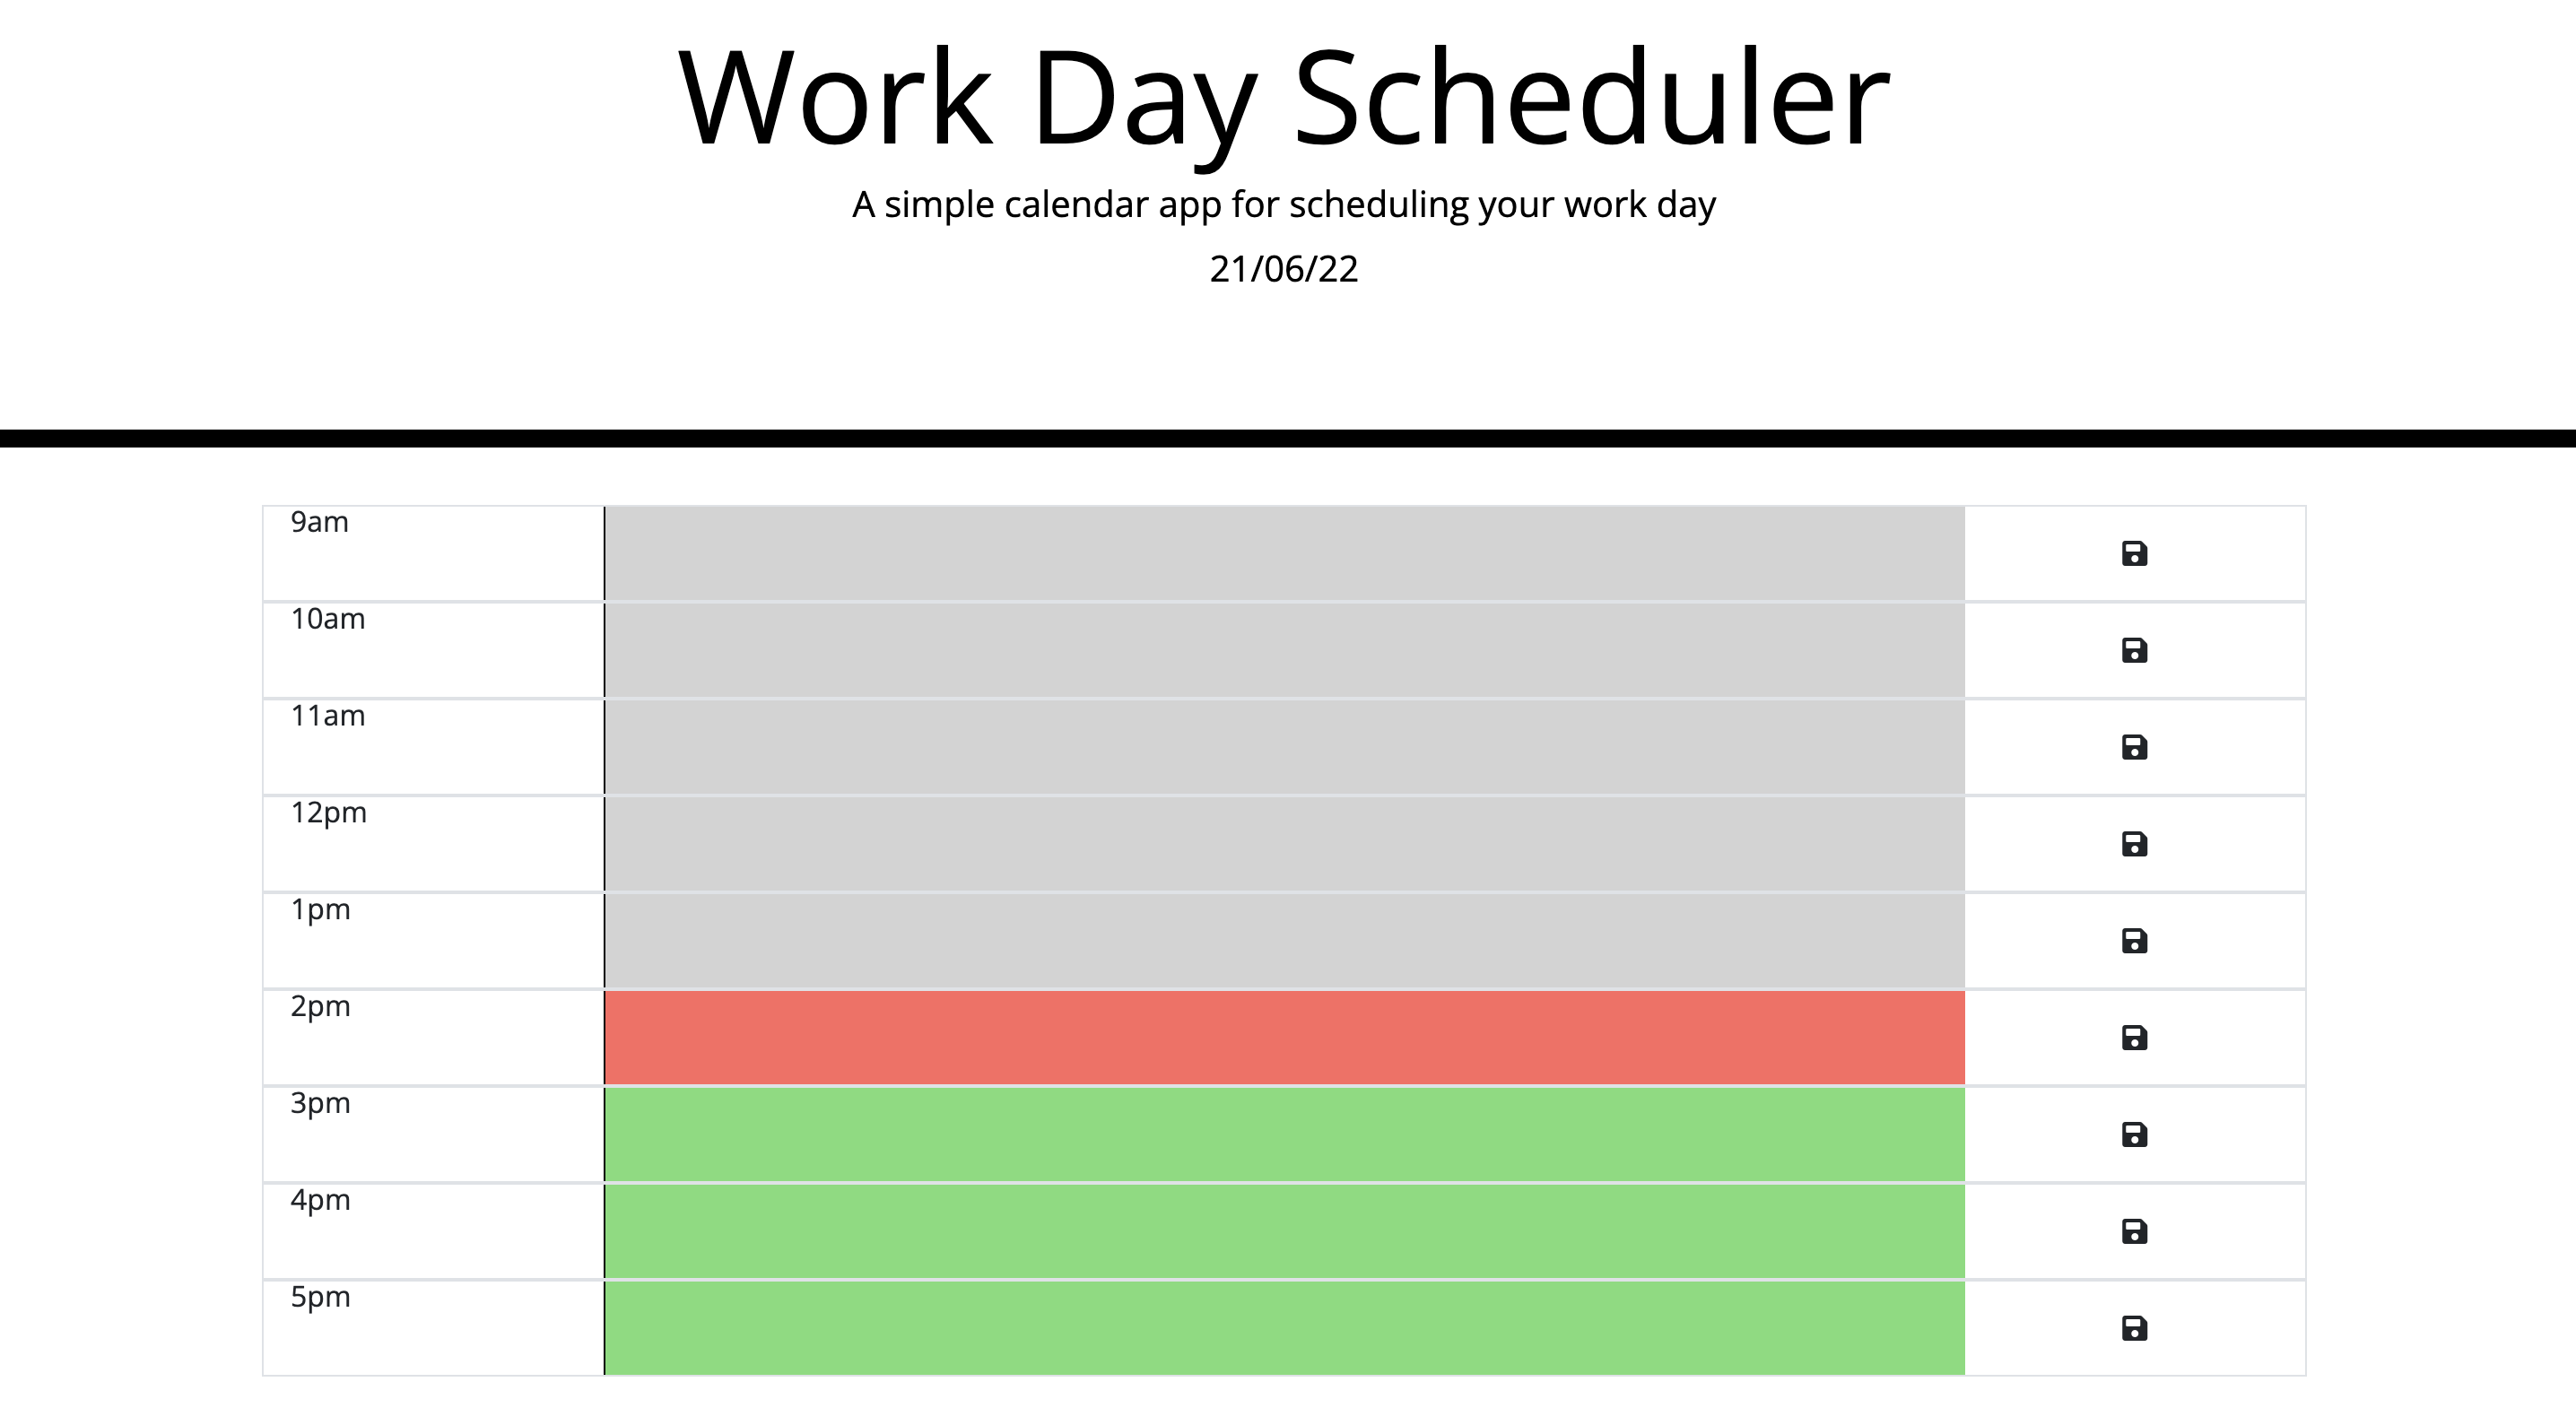 Work Day Scheduler
A simple calendar app for scheduling your work day
21/06/22
9am
10am
11am
12pm
1pm
2pm
3pm
4pm
5pm